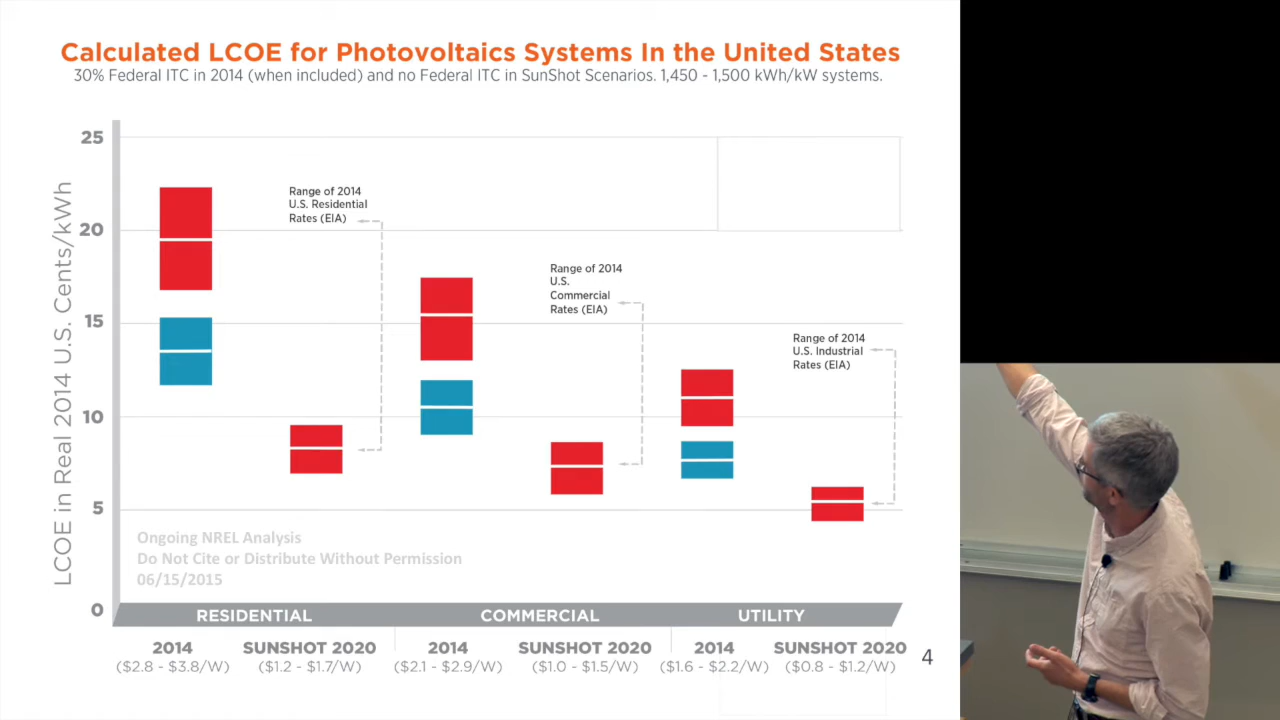 Calculated LCOE for Photovoltaics Systems In the United States
30% Federal ITC in 2014 (when included) and no Federal ITC in SunShot Scenarios. 1,450 - 1,500 kWh/kW systems.
LCOE in Real 2014 U.S. Cents/kWh
25
20
15
10
5
0
Range of 2014
U.S. Residential
Rates (EIA)
Range of 2014
U.S.
Commercial
Rates (EIA)
Range of 2014
U.S. Industrial
Rates (EIA)
Ongoing NREL Analysis
Do Not Cite or Distribute Without Permission
06/15/2015
RESIDENTIAL
COMMERCIAL
UTILITY
2014
($2.8 - $3.8/W)
SUNSHOT 2020
($1.2 - $1.7/W)
2014
($2.1 - $2.9/W)
SUNSHOT 2020
($1.0 - $1.5/W)
2014
($1.6 - $2.2/W)
SUNSHOT 2020
($0.8 - $1.2/W)
4